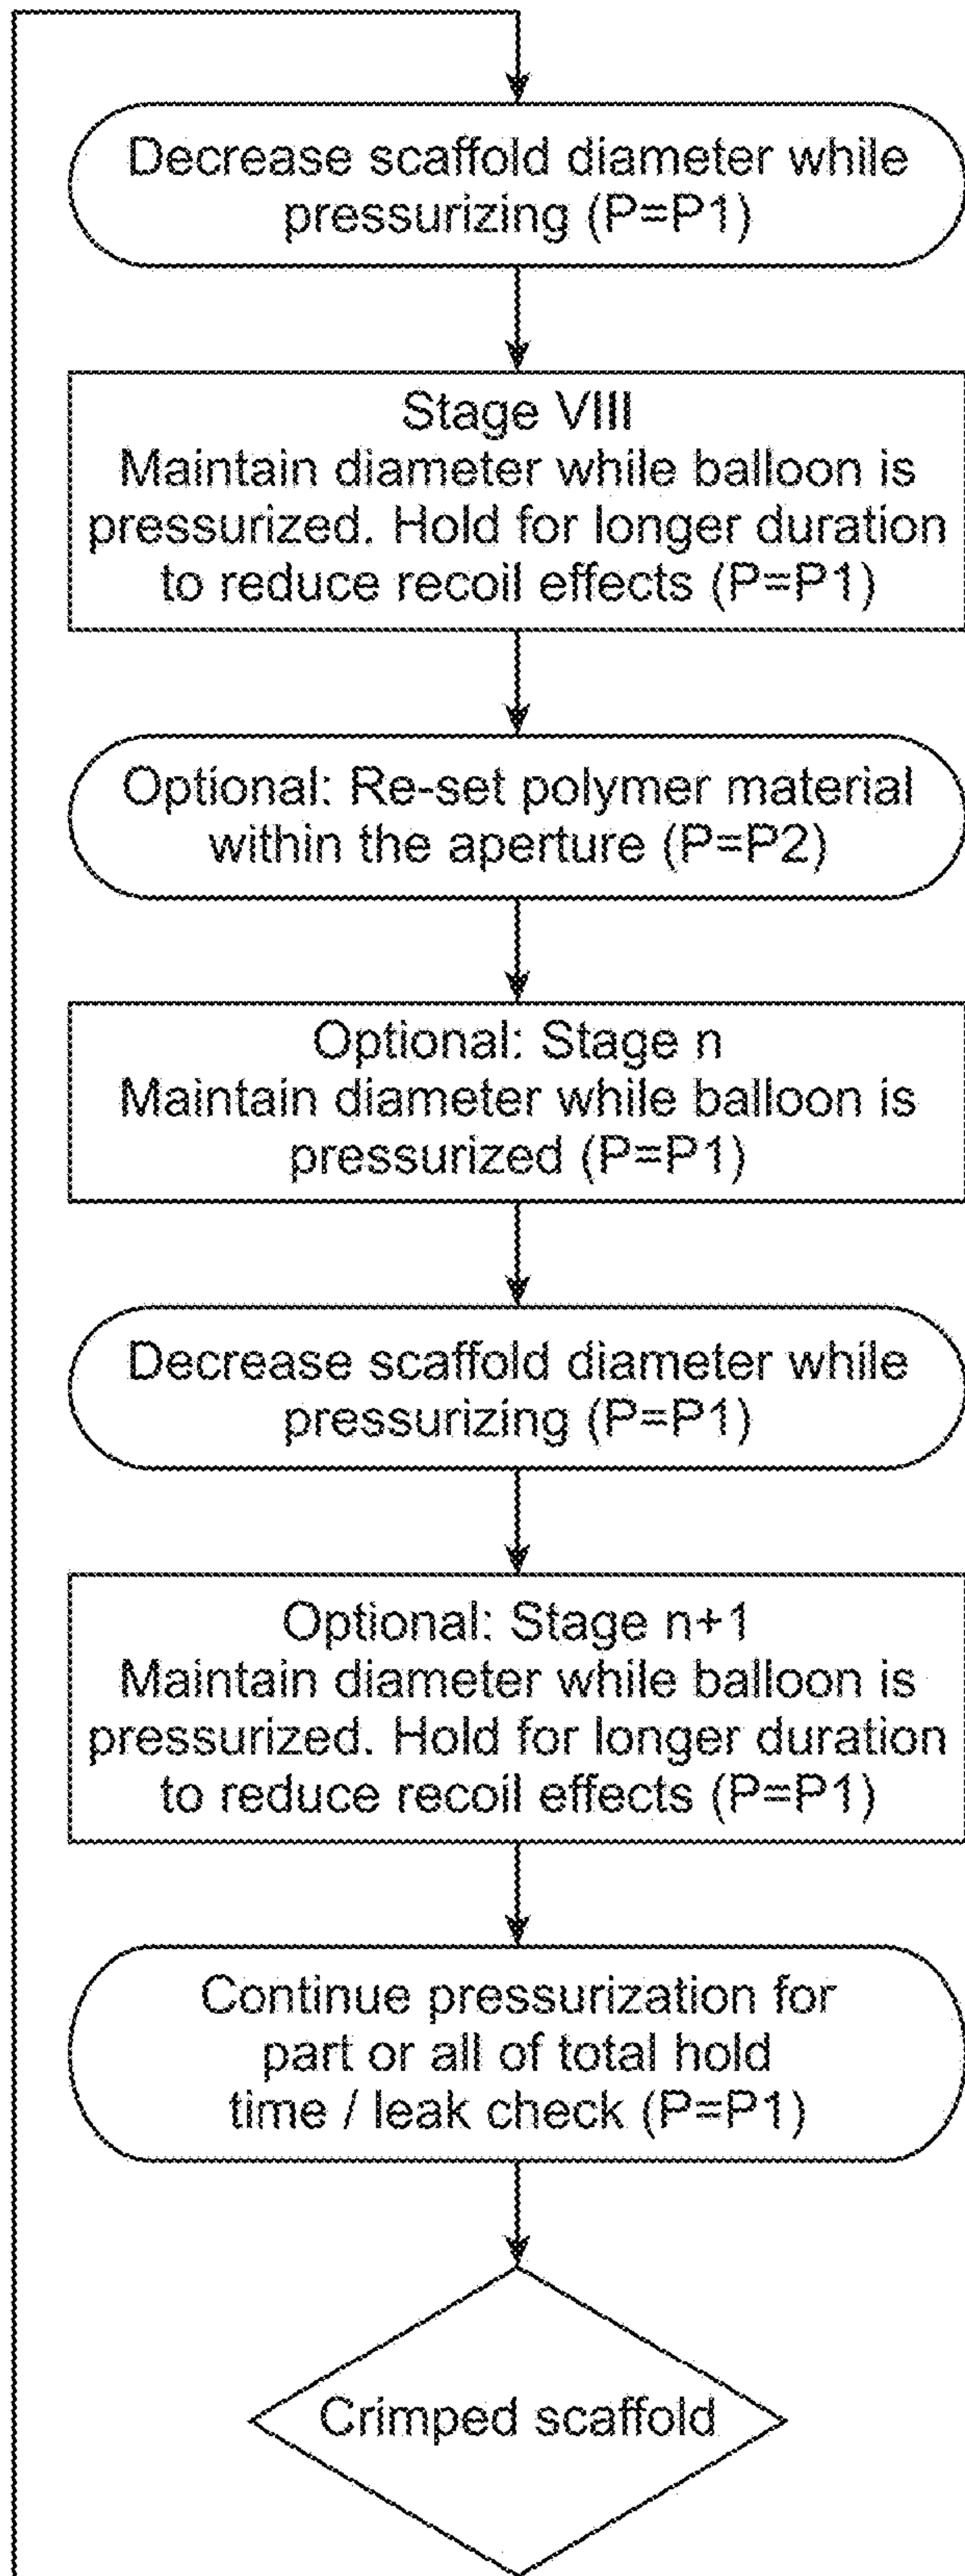 Decrease scaffold diameter while
pressurizing (P=P1)
Stage VIII
Maintain diameter while balloon is
pressurized. Hold for longer duration
to reduce recoil effects (P=P1)
Optional: Re-set polymer material
within the aperture (P=P2)
Optional: Stage n
Maintain diameter while balloon is
pressurized (P=P1)
Decrease scaffold diameter while
pressurizing (P=P1)
Optional: Stage n+1
Maintain diameter while balloon is
pressurized. Hold for longer duration
to reduce recoil effects (P=P1)
Continue pressurization for
part or all of total hold
time / leak check (P=P1)
Crimped scaffold